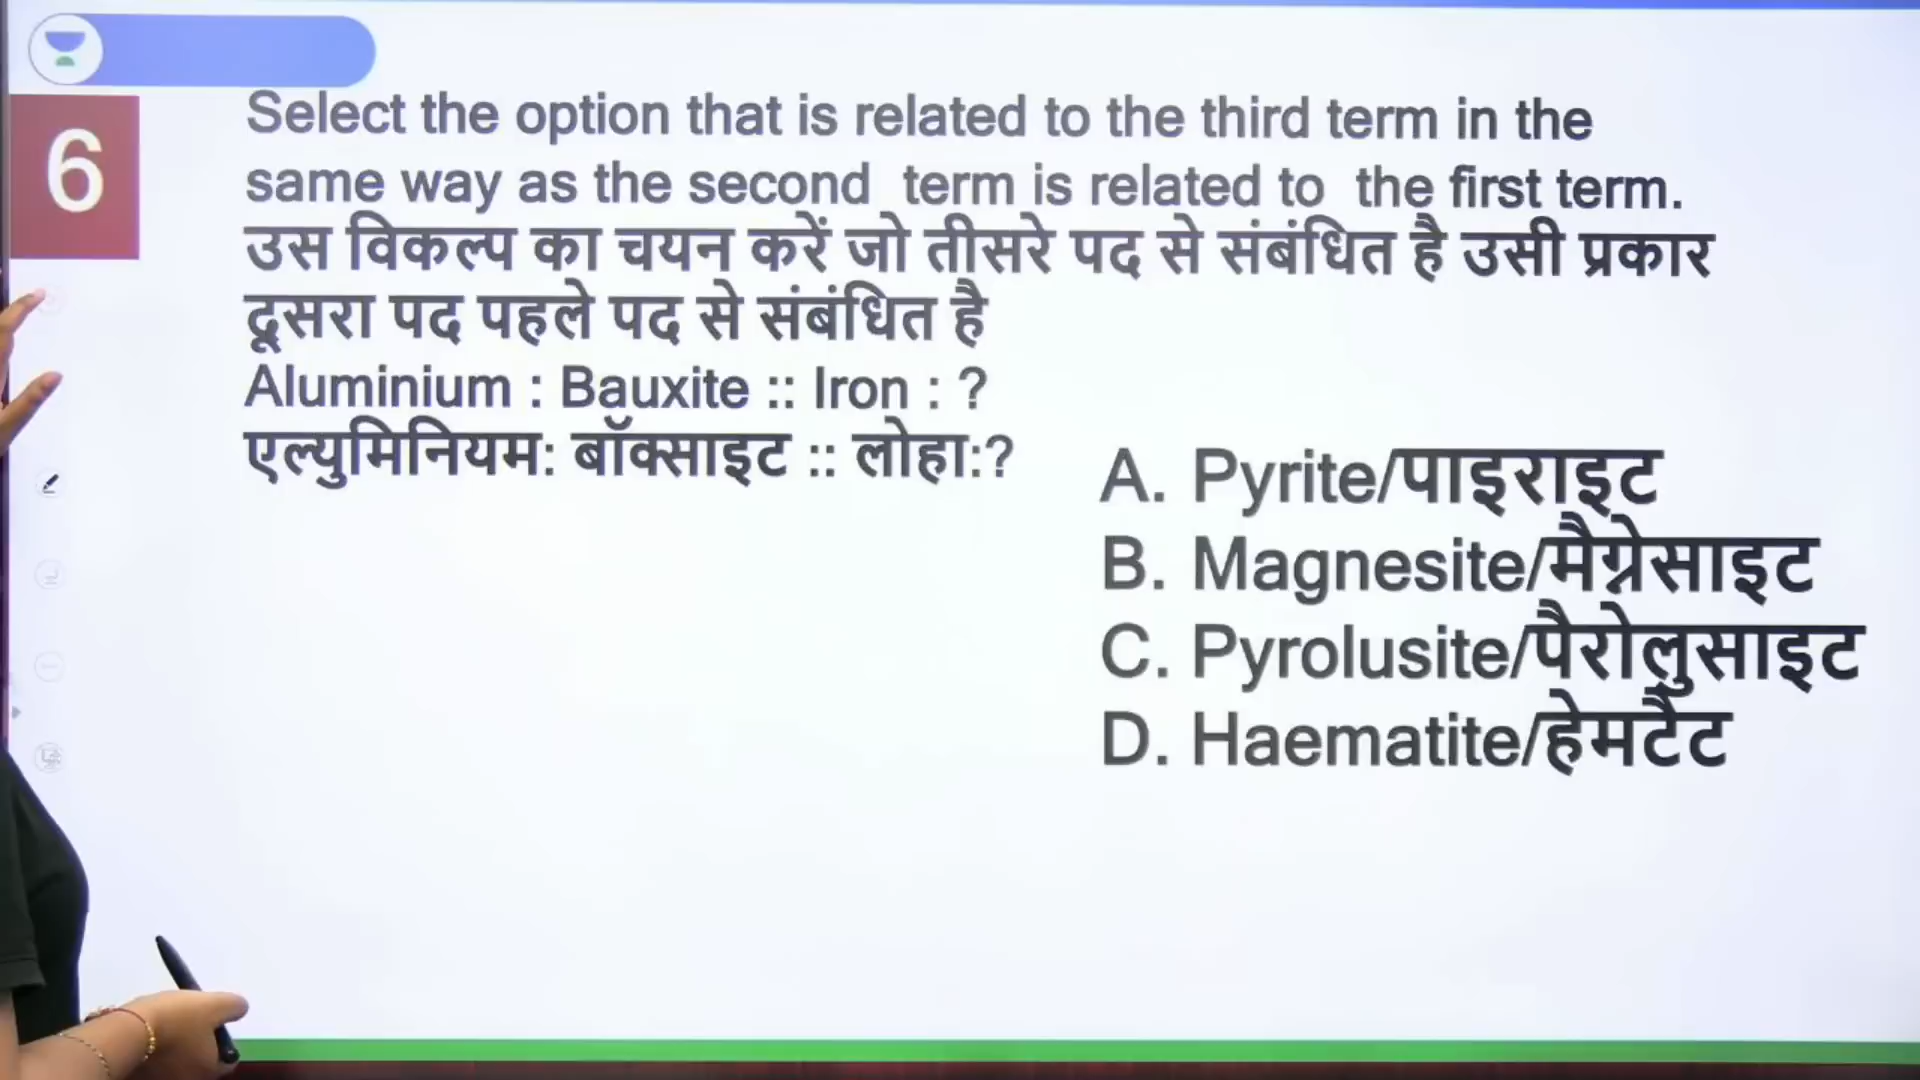 6
Select the option that is related to the third term in the
same way as the second term is related to the first term.
उस विकल्प का चयन करें जो तीसरे पद से संबंधित है उसी प्रकार
दूसरा पद पहले पद से संबंधित है
Aluminium : Bauxite :: Iron : ?
एल्युमिनियम: बॉक्साइट :: लोहा:?
A. Pyrite/पाइराइट
B. Magnesite/मैग्नेसाइट
C. Pyrolusite/पैरोलुसाइट
D. Haematite/हेमटैट